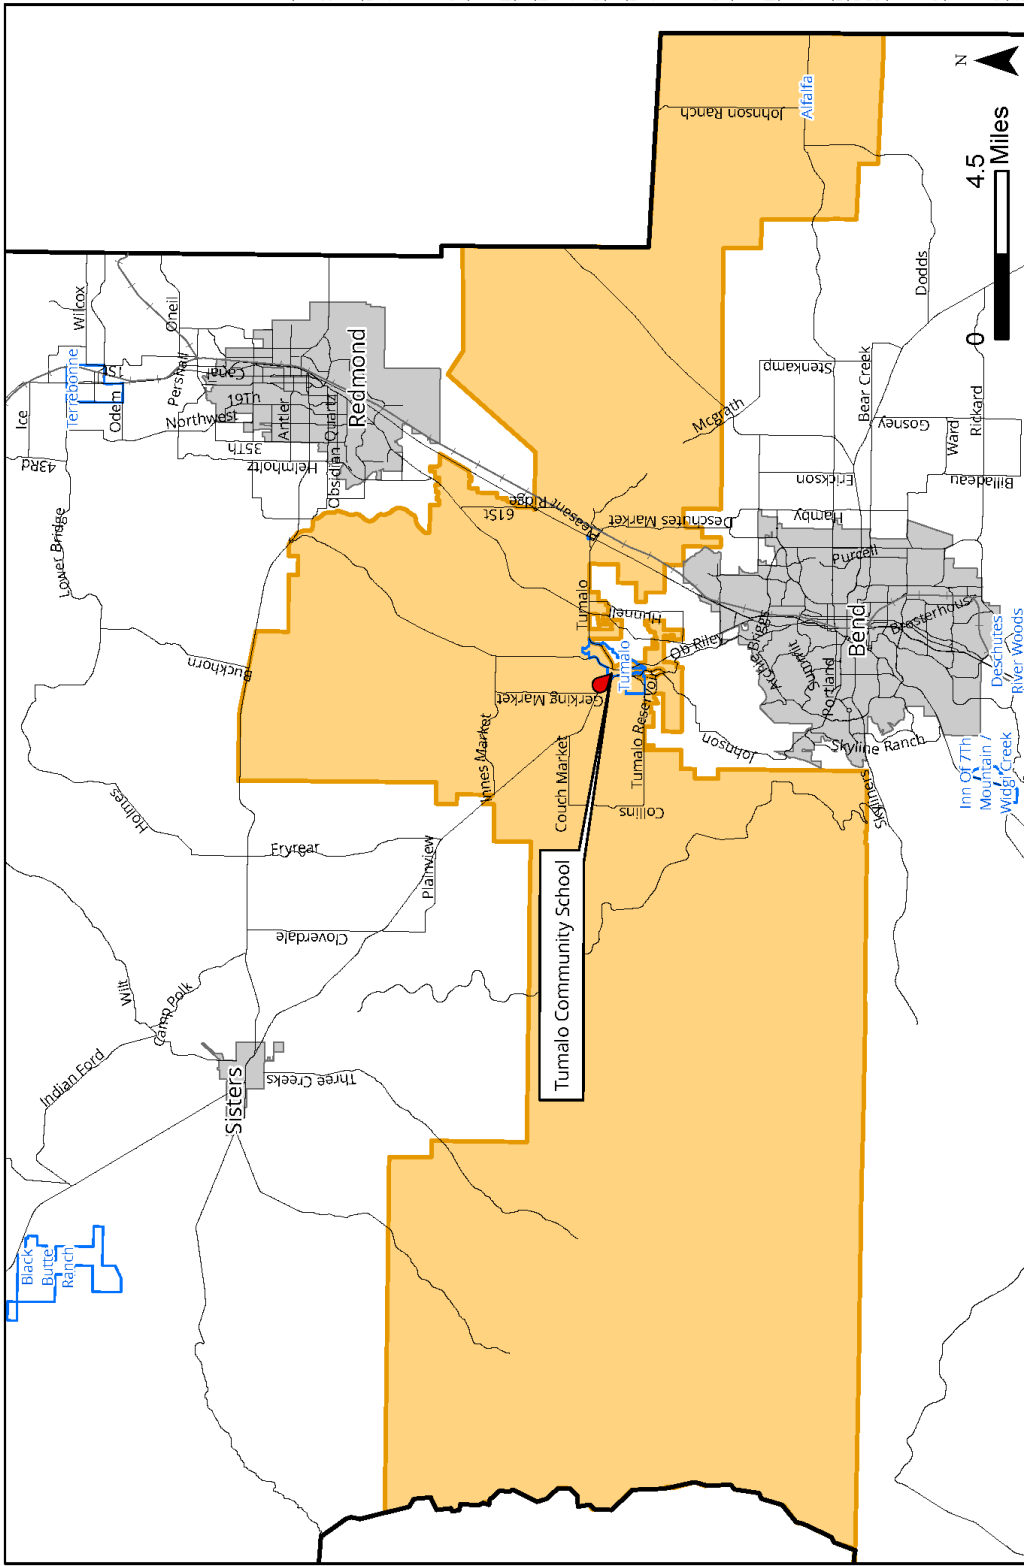 Wilcox
Oneil
Terrebonne
1St
Pershall
Canal
Ice
Odem
19Th
Northwest
Antler
Quartz
Redmond
43Rd
35Th
Helmholtz
Obsidian
Lower Bridge
61St
Pleasant Ridge
Buckhorn
Holmes
Fryrear
Plainview
Cloverdale
Wilt
Camp Polk
Indian Ford
Sisters
Three Creeks
Black
Butte
Ranch
Innes Market
Gerking Market
Couch Market
Tumalo
Tumalo
Tumalo Reservoir
Collins
Tumalo Community School
Hunnell
Ob Riley
Johnson
Deschutes Market
Mcgrath
Johnson Ranch
Alfalfa
Dodds
Stenkamp
Bear Creek
Gosney
Ward
Rickard
Billadeau
Erickson
Hamby
Purcell
Brosterhous
Bend
Archie Briggs
Summit
Portland
Skyline Ranch
Skyliners
Deschutes
River Woods
Inn Of 7Th
Mountain /
Widgi Creek
N
0
4.5
Miles